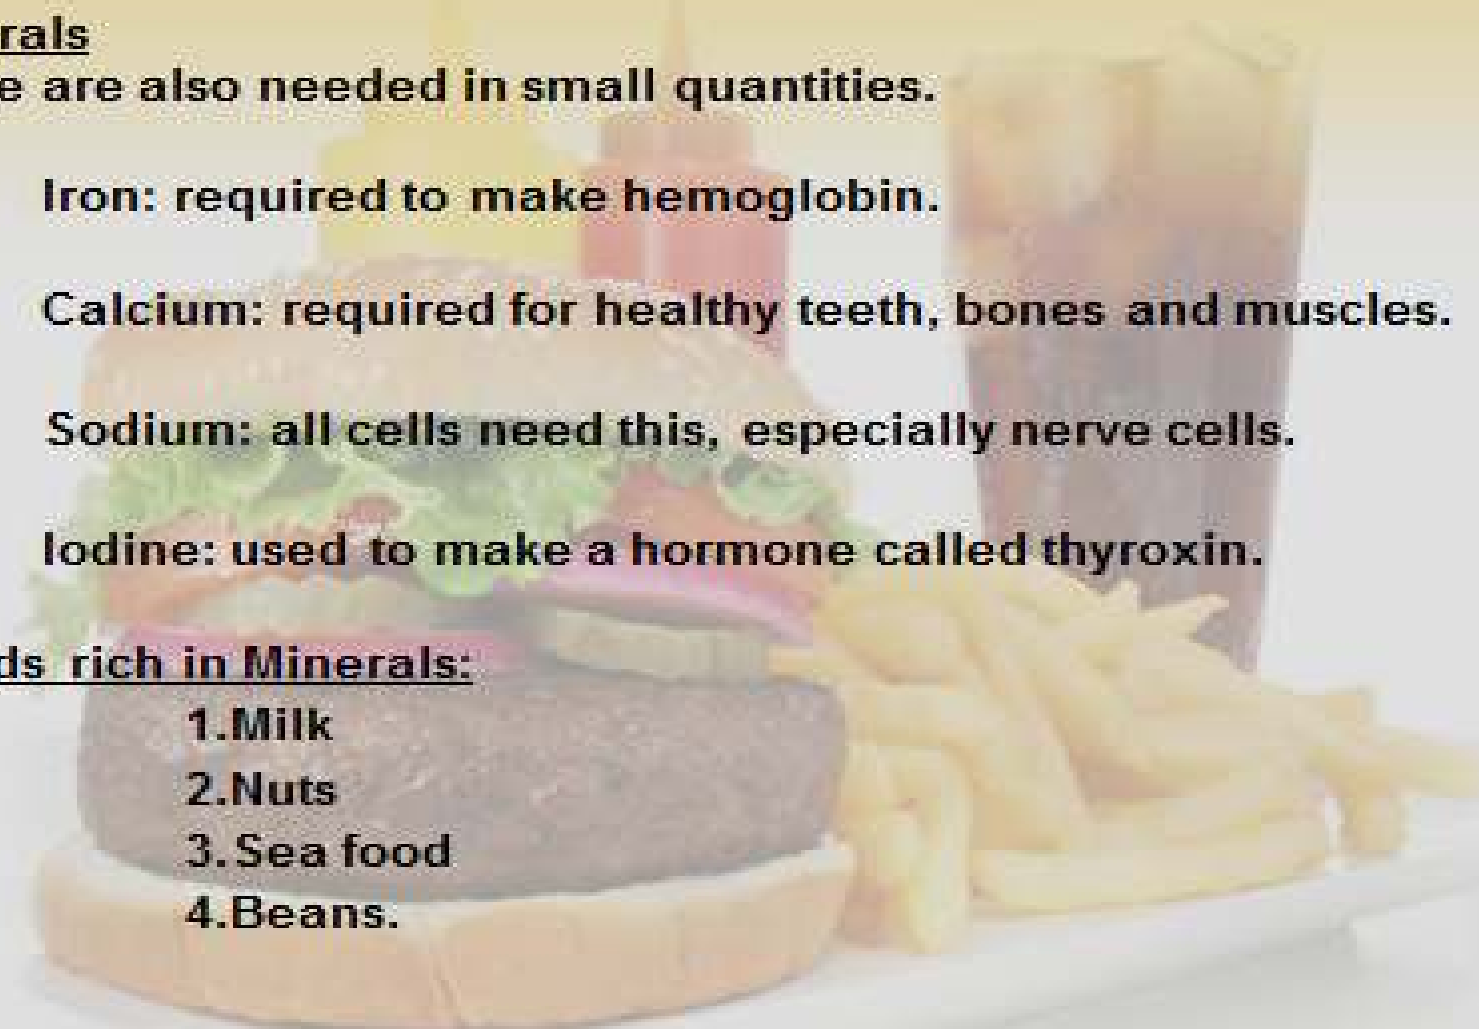 rals
e are also needed in small quantities.
Iron: required to make hemoglobin.
Calcium: required for healthy teeth, bones and muscles.
Sodium: all cells need this, especially nerve cells.
Iodine: used to make a hormone called thyroxin.
ds rich in Minerals:
1.Milk
2.Nuts
3.Sea food
4.Beans.